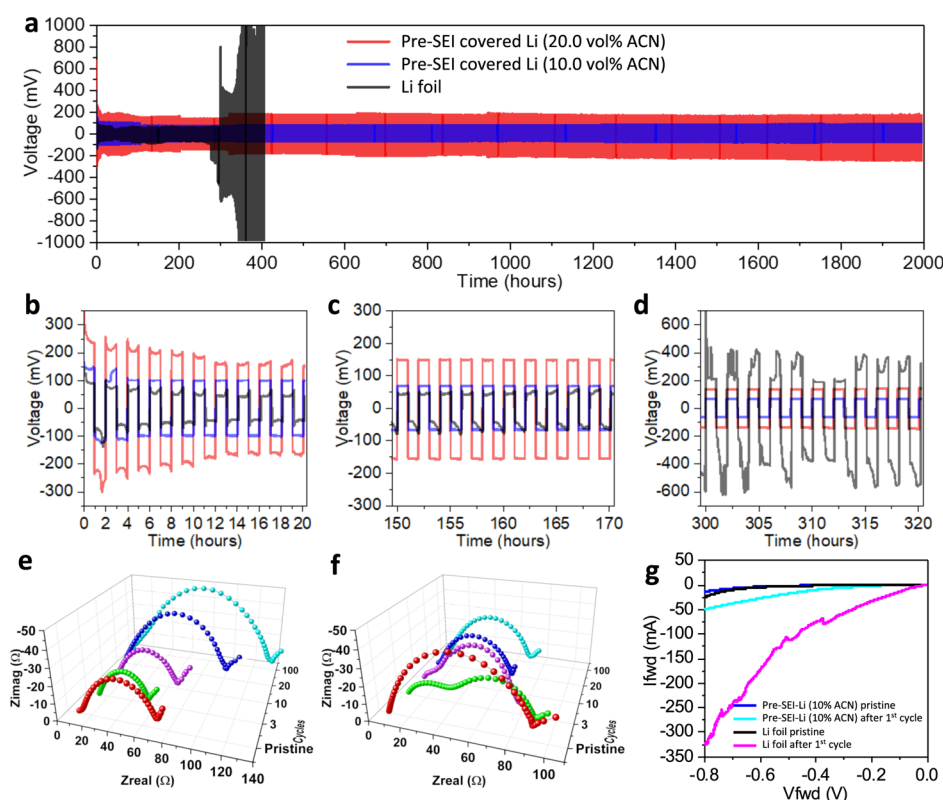 a
Voltage (mV)
1000
800
600
400
200
0
-200
-400
-600
-800
-1000
Pre-SEI covered Li (20.0 vol% ACN)
Pre-SEI covered Li (10.0 vol% ACN)
Li foil
0 200 400 600 800 1000 1200 1400 1600 1800 2000
Time (hours)
b
Voltage (mV)
300
200
100
0
-100
-200
-300
0 2 4 6 8 10 12 14 16 18 20
Time (hours)
c
Voltage (mV)
300
200
100
0
-100
-200
-300
150 155 160 165 170
Time (hours)
d
Voltage (mV)
600
400
200
0
-200
-400
-600
300 305 310 315 320
Time (hours)
e
Zimag (Ω)
-50
-40
-30
-20
-10
0
0 20 40 60 80 100 120 140
Zreal (Ω)
100
20
10
3
Pristine
Cycles
f
Zimag (Ω)
-50
-40
-30
-20
-10
0
0 20 40 60 80 100
Zreal (Ω)
100
20
10
3
Pristine
Cycles
g
Ifwd (mA)
50
0
-50
-100
-150
-200
-250
-300
-350
Pre-SEI-Li (10% ACN) pristine
Pre-SEI-Li (10% ACN) after 1st cycle
Li foil pristine
Li foil after 1st cycle
-0.8 -0.6 -0.4 -0.2 0.0
Vfwd (V)